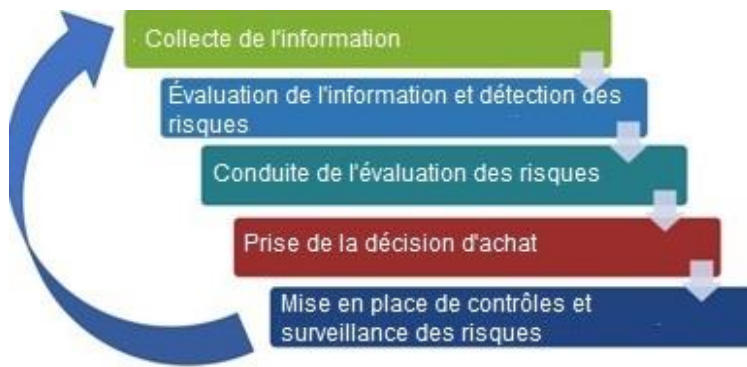 Collecte de l'information
Évaluation de l'information et détection des
risques
Conduite de l'évaluation des risques
Prise de la décision d'achat
Mise en place de contrôles et
surveillance des risques